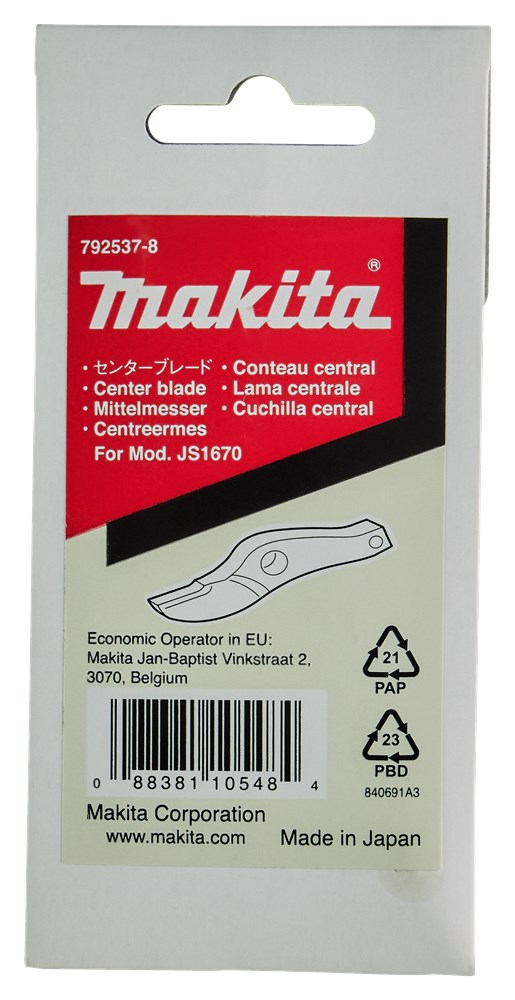 792537-8
makita®
・センターブレード ・Conteau central
・Center blade ・Lama centrale
・Mittelmesser ・Cuchilla central
・Centreermes
For Mod. JS1670
Economic Operator in EU:
Makita Jan-Baptist Vinkstraat 2,
3070, Belgium
21
PAP
23
PBD
840691A3
0 88381 10548 4
Makita Corporation
www.makita.com Made in Japan